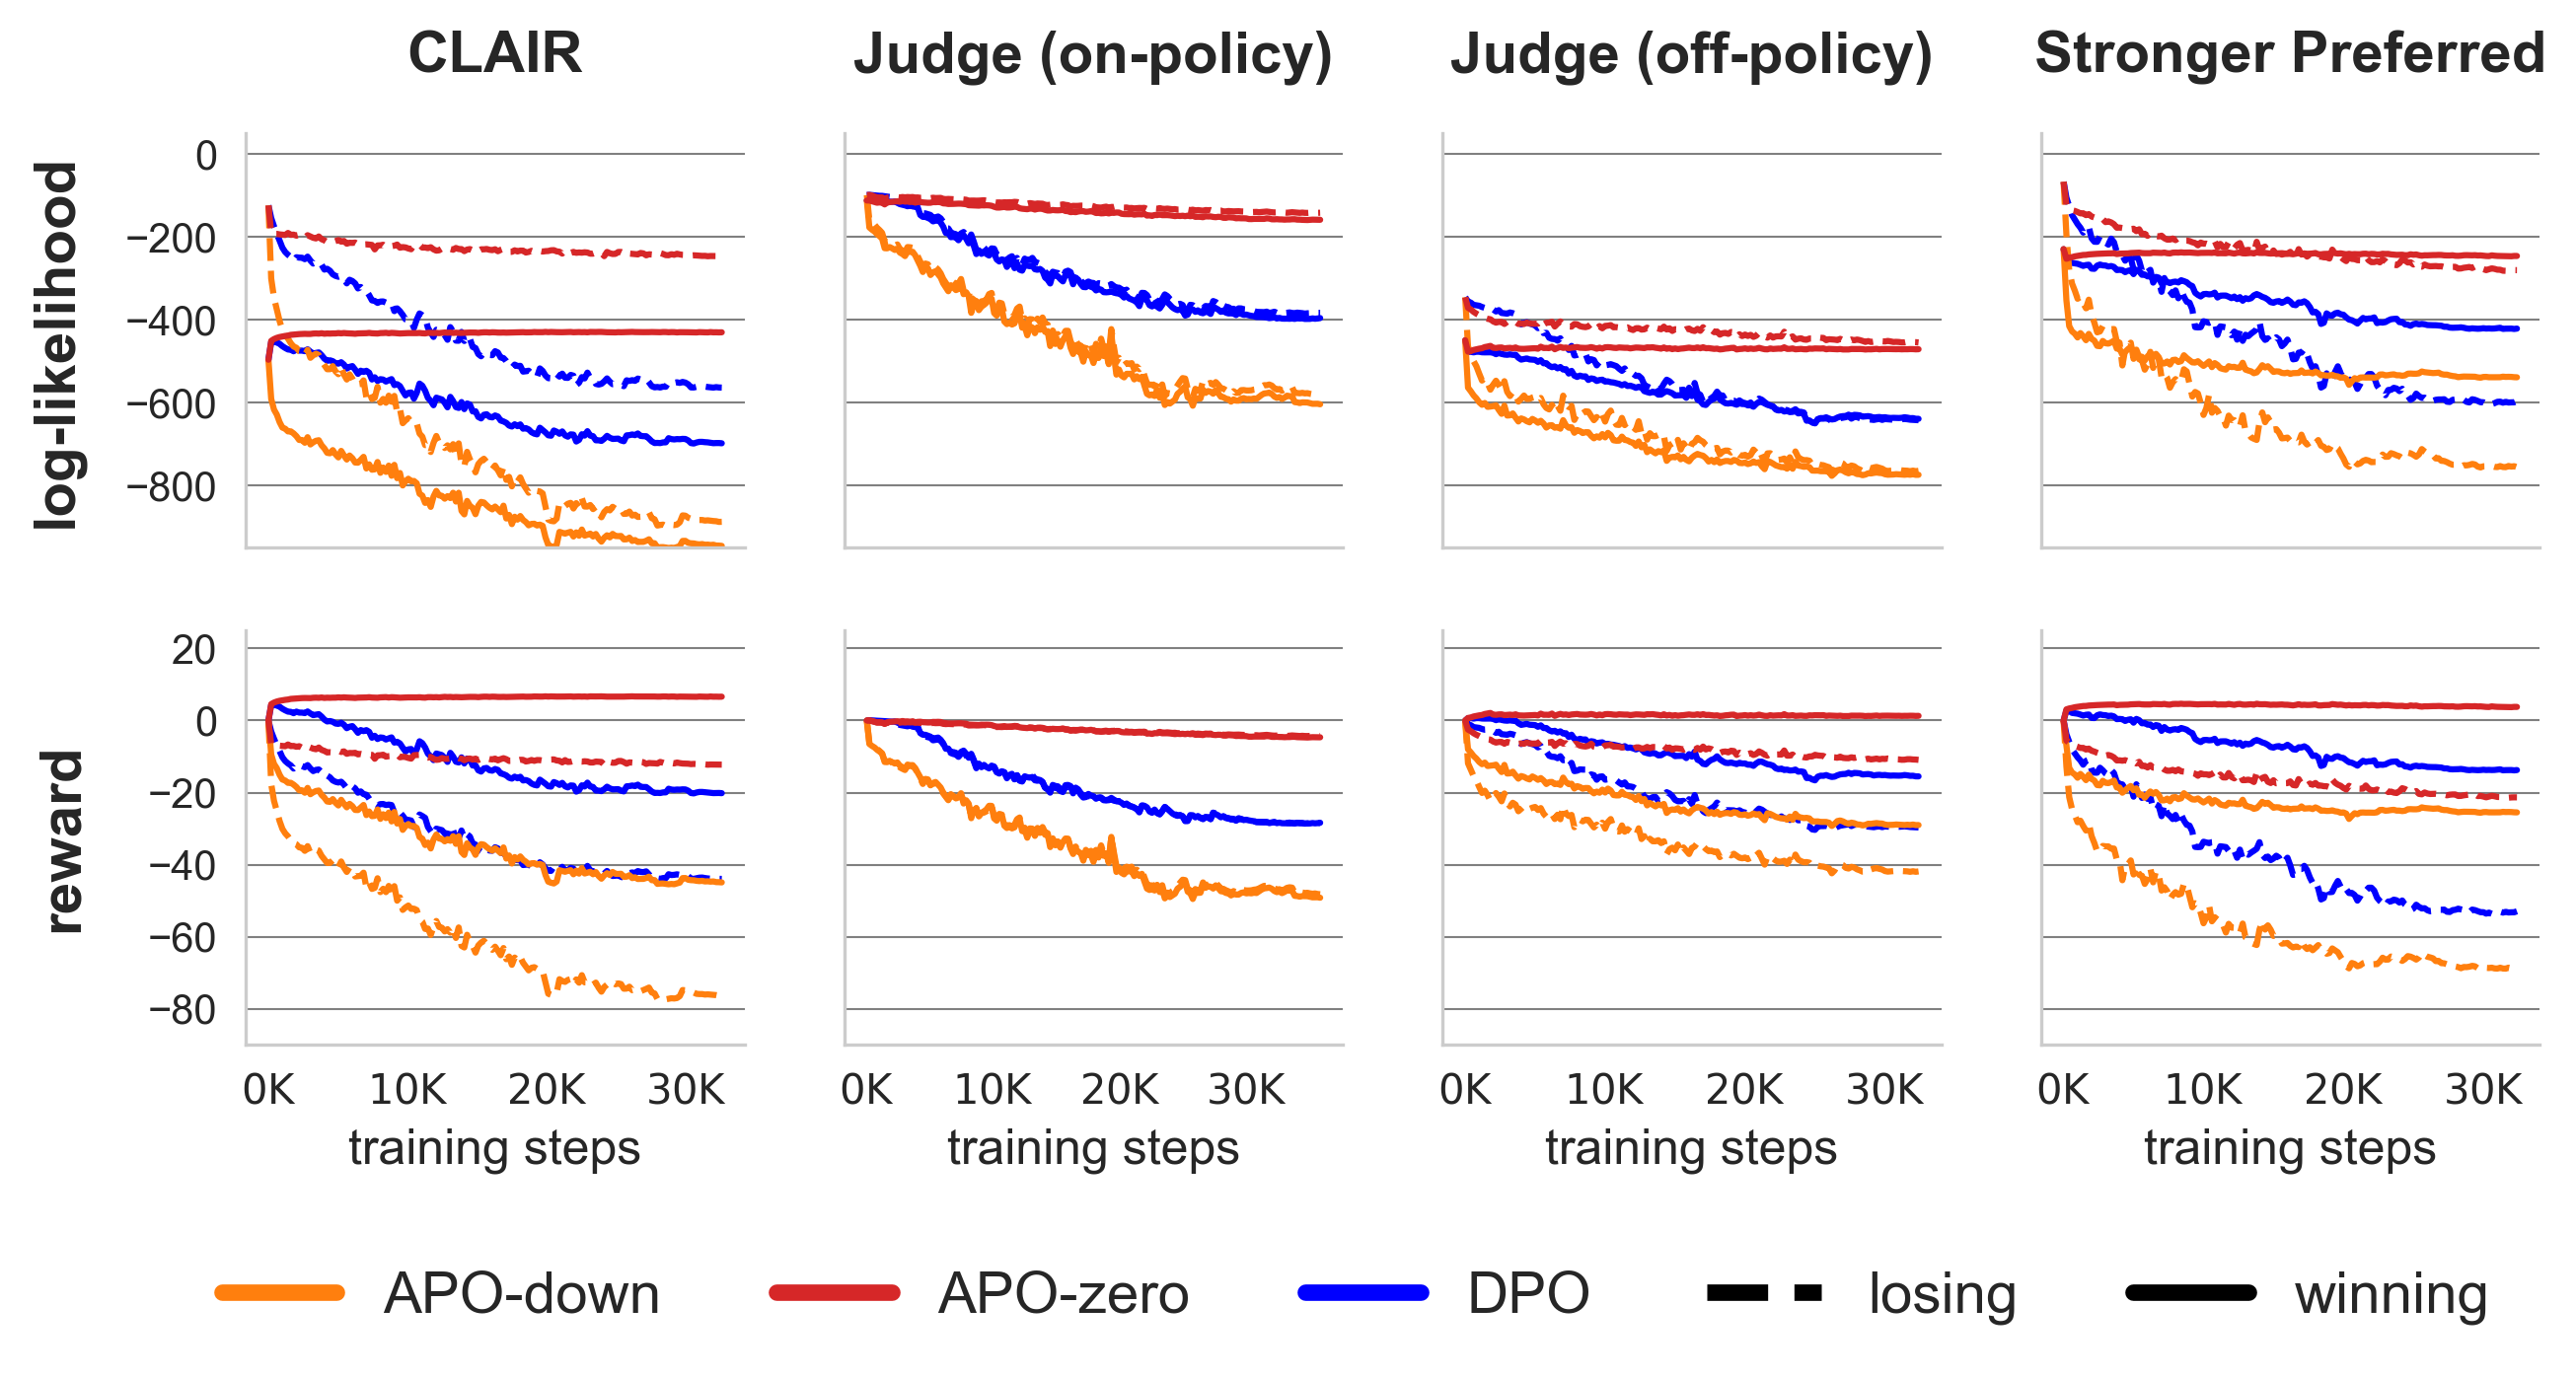 CLAIR
Judge (on-policy)
Judge (off-policy)
Stronger Preferred
log-likelihood
0
−200
−400
−600
−800
reward
20
0
−20
−40
−60
−80
0K 10K 20K 30K
0K 10K 20K 30K
0K 10K 20K 30K
0K 10K 20K 30K
training steps
training steps
training steps
training steps
APO-down
APO-zero
DPO
losing
winning